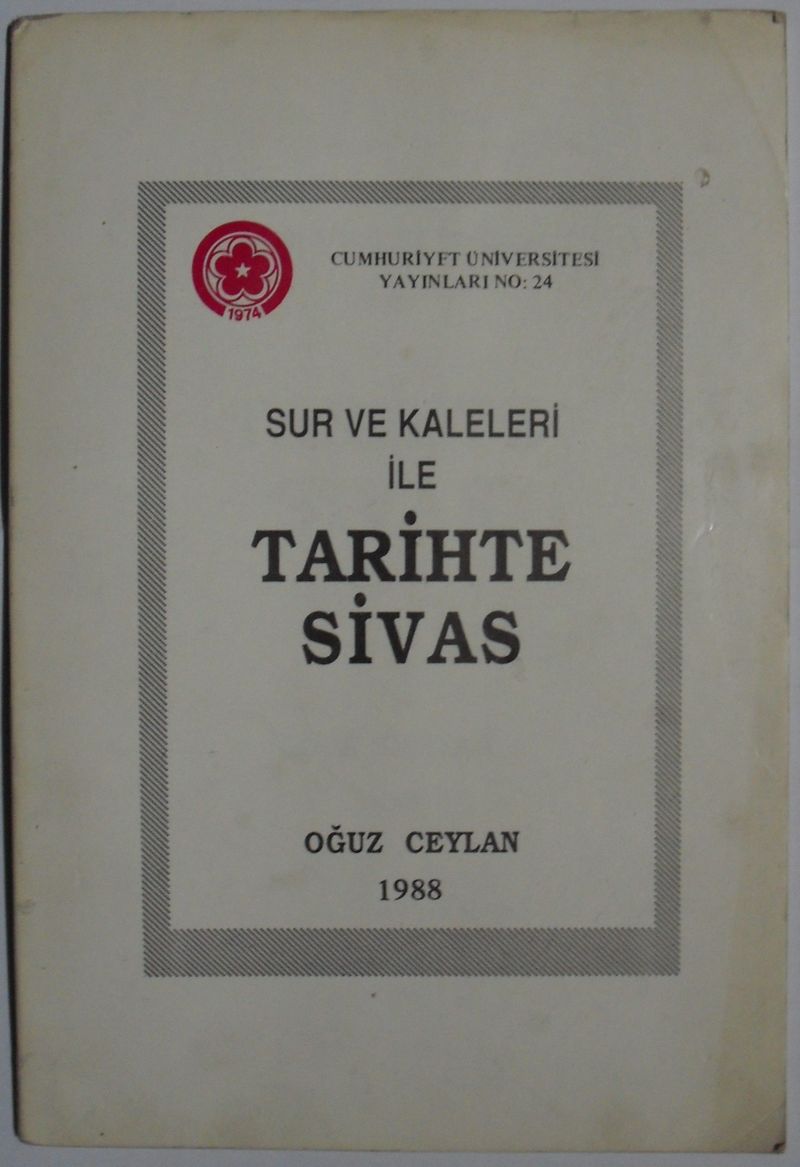 1974
CUMHURİYET ÜNİVERSİTESİ
YAYINLARI NO: 24
SUR VE KALELERİ
İLE
TARİHTE
SİVAS
OĞUZ CEYLAN
1988